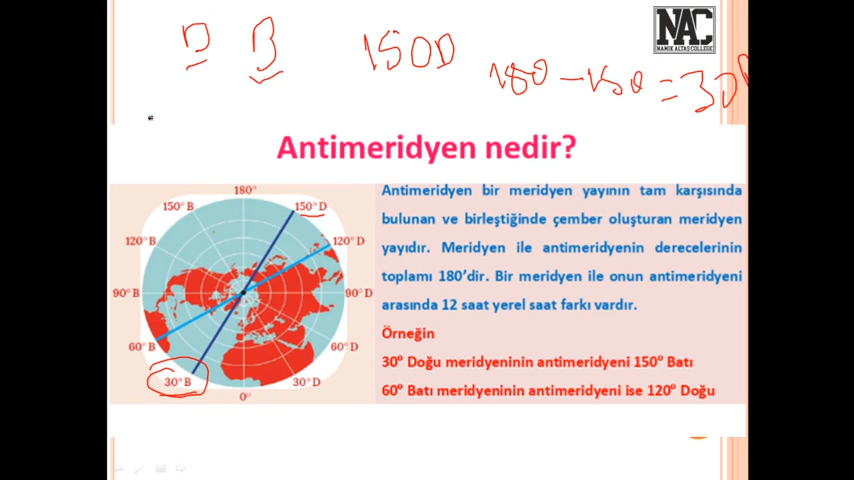 D B 150D
180 - 150 = 30
NAC
NAMIK ALTAŞ COLLEGE
Antimeridyen nedir?
180°
150° B
150° D
120° B
120° D
90° B
90° D
60° B
60° D
30° B
30° D
0°
Antimeridyen bir meridyen yayının tam karşısında
bulunan ve birleştiğinde çember oluşturan meridyen
yayıdır. Meridyen ile antimeridyenin derecelerinin
toplamı 180’dir. Bir meridyen ile onun antimeridyeni
arasında 12 saat yerel saat farkı vardır.
Örneğin
30° Doğu meridyeninin antimeridyeni 150° Batı
60° Batı meridyeninin antimeridyeni ise 120° Doğu